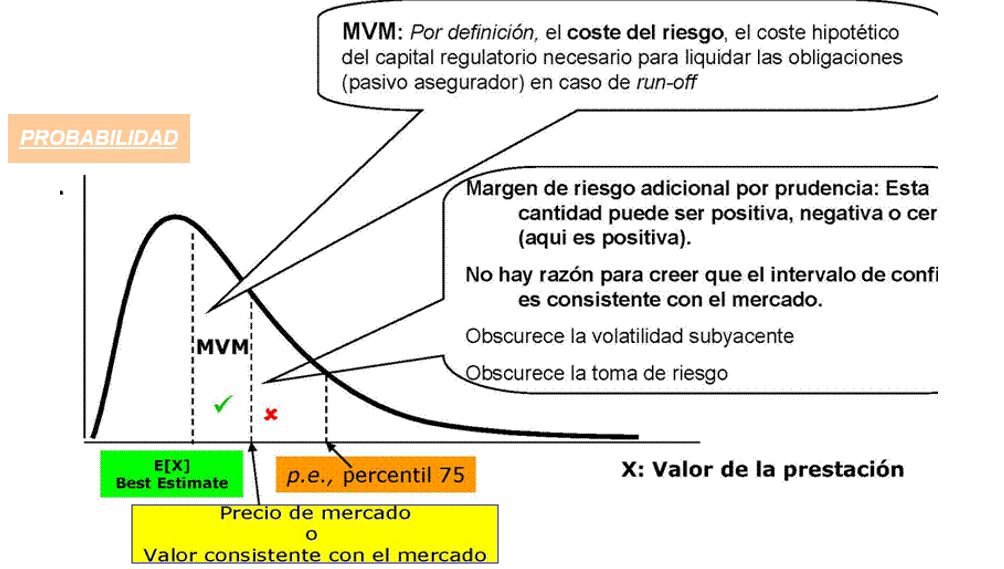 MVM: Por definición, el coste del riesgo, el coste hipotético
del capital regulatorio necesario para liquidar las obligaciones
(pasivo asegurador) en caso de run-off
PROBABILIDAD
Margen de riesgo adicional por prudencia: Esta
cantidad puede ser positiva, negativa o cer
(aqui es positiva).
No hay razón para creer que el intervalo de confi
es consistente con el mercado.
Obscurece la volatilidad subyacente
Obscurece la toma de riesgo
MVM
E[X]
Best Estimate
p.e., percentil 75
X: Valor de la prestación
Precio de mercado
o
Valor consistente con el mercado